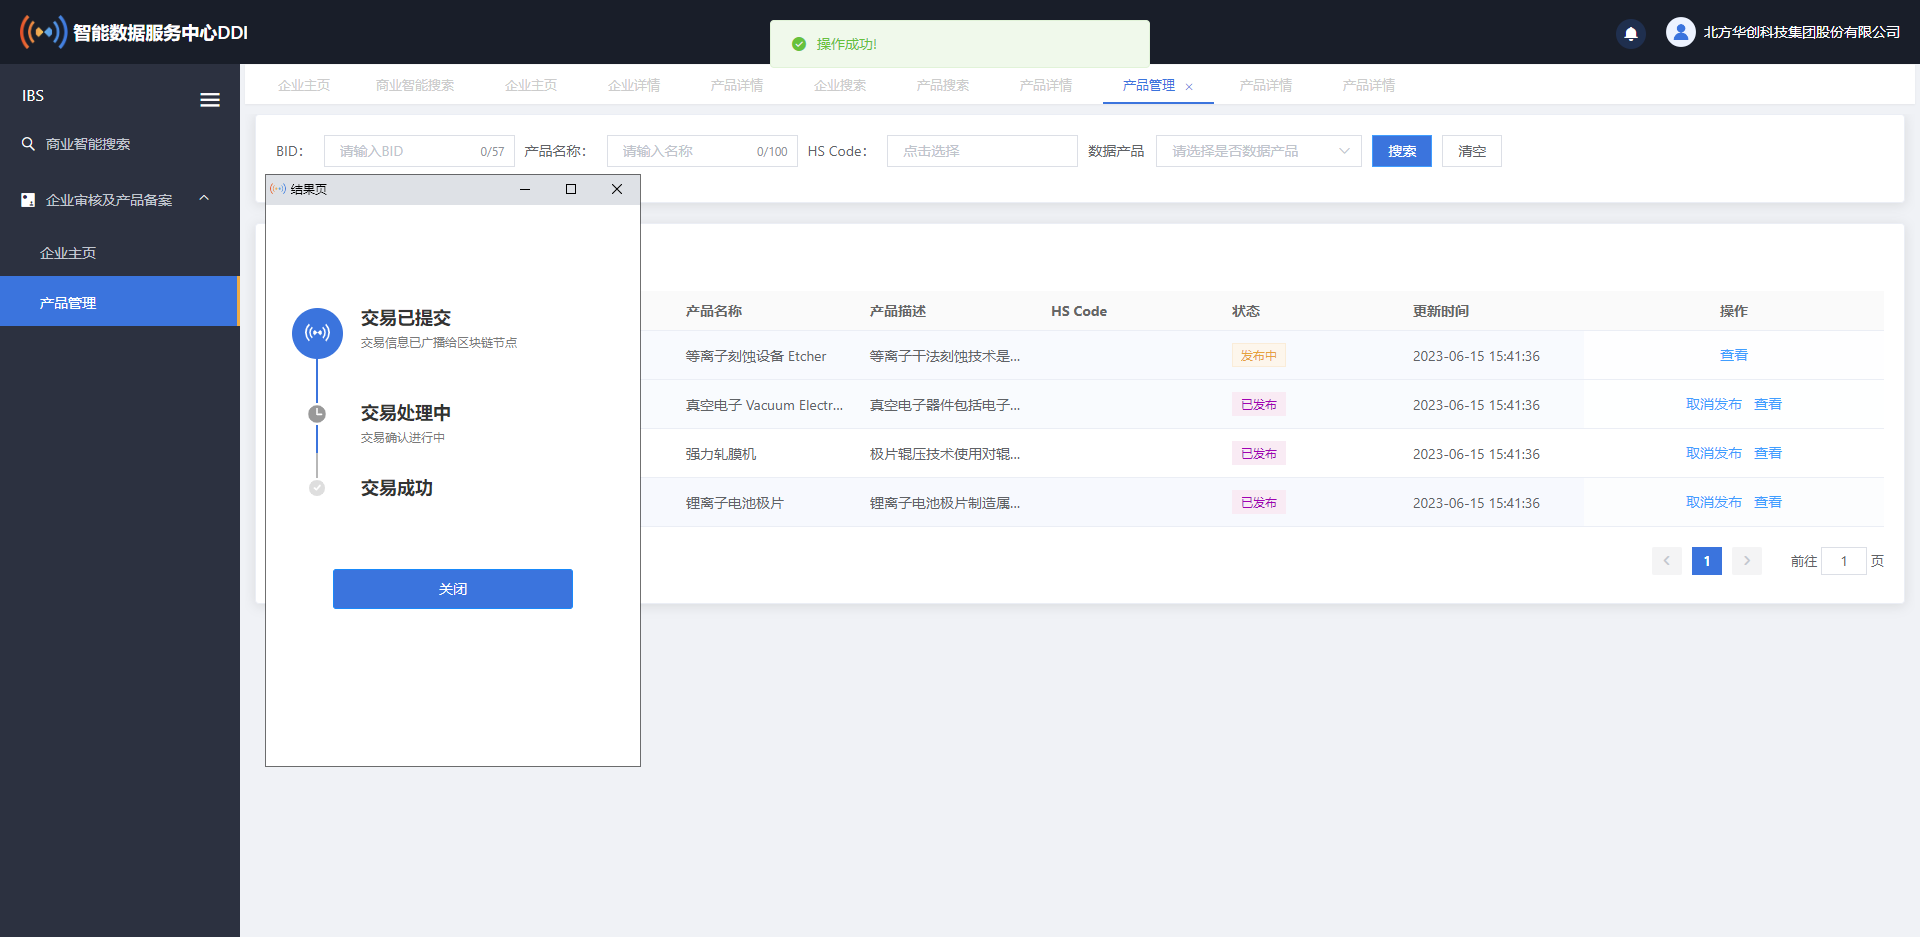 智能数据服务中心DDI
操作成功!
北方华创科技集团股份有限公司
IBS
商业智能搜索
企业审核及产品备案
企业主页
产品管理
企业主页 商业智能搜索 企业主页 企业详情 产品详情 企业搜索 产品搜索 产品详情 产品管理 产品详情 产品详情
BID： 请输入BID 0/57 产品名称： 请输入名称 0/100 HS Code： 点击选择 数据产品 请选择是否数据产品 搜索 清空
结果页
交易已提交
交易信息已广播给区块链节点
交易处理中
交易确认进行中
交易成功
关闭
产品名称 产品描述 HS Code 状态 更新时间 操作
等离子刻蚀设备 Etcher 等离子干法刻蚀技术是... 发布中 2023-06-15 15:41:36 查看
真空电子 Vacuum Electr... 真空电子器件包括电子... 已发布 2023-06-15 15:41:36 取消发布 查看
强力轧膜机 极片辊压技术使用对辊... 已发布 2023-06-15 15:41:36 取消发布 查看
锂离子电池极片 锂离子电池极片制造属... 已发布 2023-06-15 15:41:36 取消发布 查看
1 前往 1 页